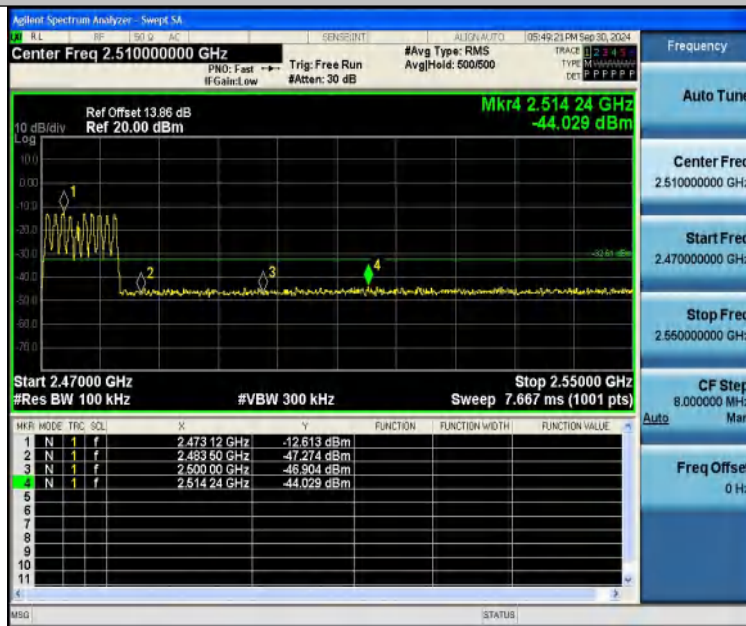 Agilent Spectrum Analyzer - Swept SA
RL RF 50 Ω AC SENSE:INT ALIGN AUTO 05:49:21 PM Sep 30, 2024
Center Freq 2.510000000 GHz
PNO: Fast
IFGain:Low
Trig: Free Run
#Atten: 30 dB
#Avg Type: RMS
Avg|Hold: 500/500
TRACE 1 2 3 4 5 6
TYPE M
DET P P P P P P
Mkr4 2.514 24 GHz
-44.029 dBm
Ref Offset 13.86 dB
10 dB/div Ref 20.00 dBm
Log
10.0
0.00
-10.0
-20.0
-30.0
-40.0
-50.0
-60.0
-70.0
1
2
3
4
Start 2.47000 GHz Stop 2.55000 GHz
#Res BW 100 kHz #VBW 300 kHz Sweep 7.667 ms (1001 pts)
MKR MODE TRC SCL X Y FUNCTION FUNCTION WIDTH FUNCTION VALUE
1 N 1 f 2.473 12 GHz -12.613 dBm
2 N 1 f 2.483 50 GHz -47.274 dBm
3 N 1 f 2.500 00 GHz -46.904 dBm
4 N 1 f 2.514 24 GHz -44.029 dBm
5
6
7
8
9
10
11
MSG STATUS
Frequency
Auto Tune
Center Freq
2.510000000 GHz
Start Freq
2.470000000 GHz
Stop Freq
2.550000000 GHz
CF Step
8.000000 MHz
Auto Man
Freq Offset
0 Hz